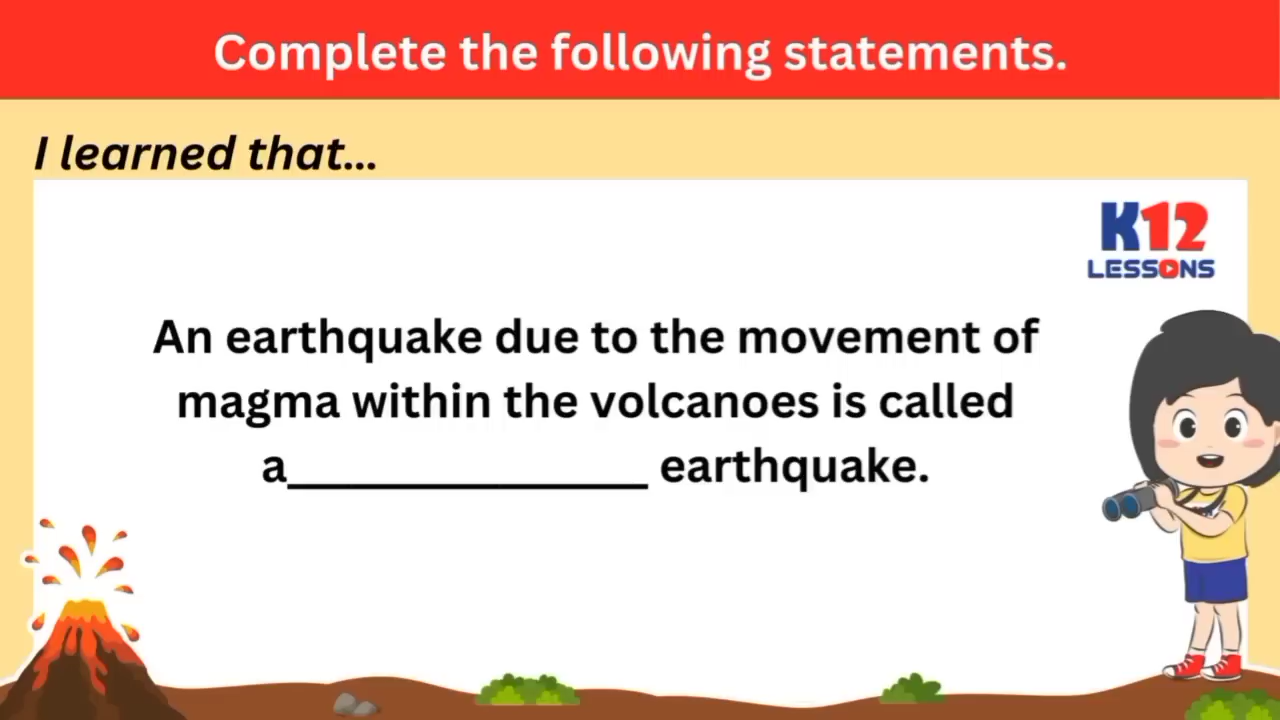 Complete the following statements.
I learned that...
K12
LESSONS
An earthquake due to the movement of
magma within the volcanoes is called
a_______________ earthquake.